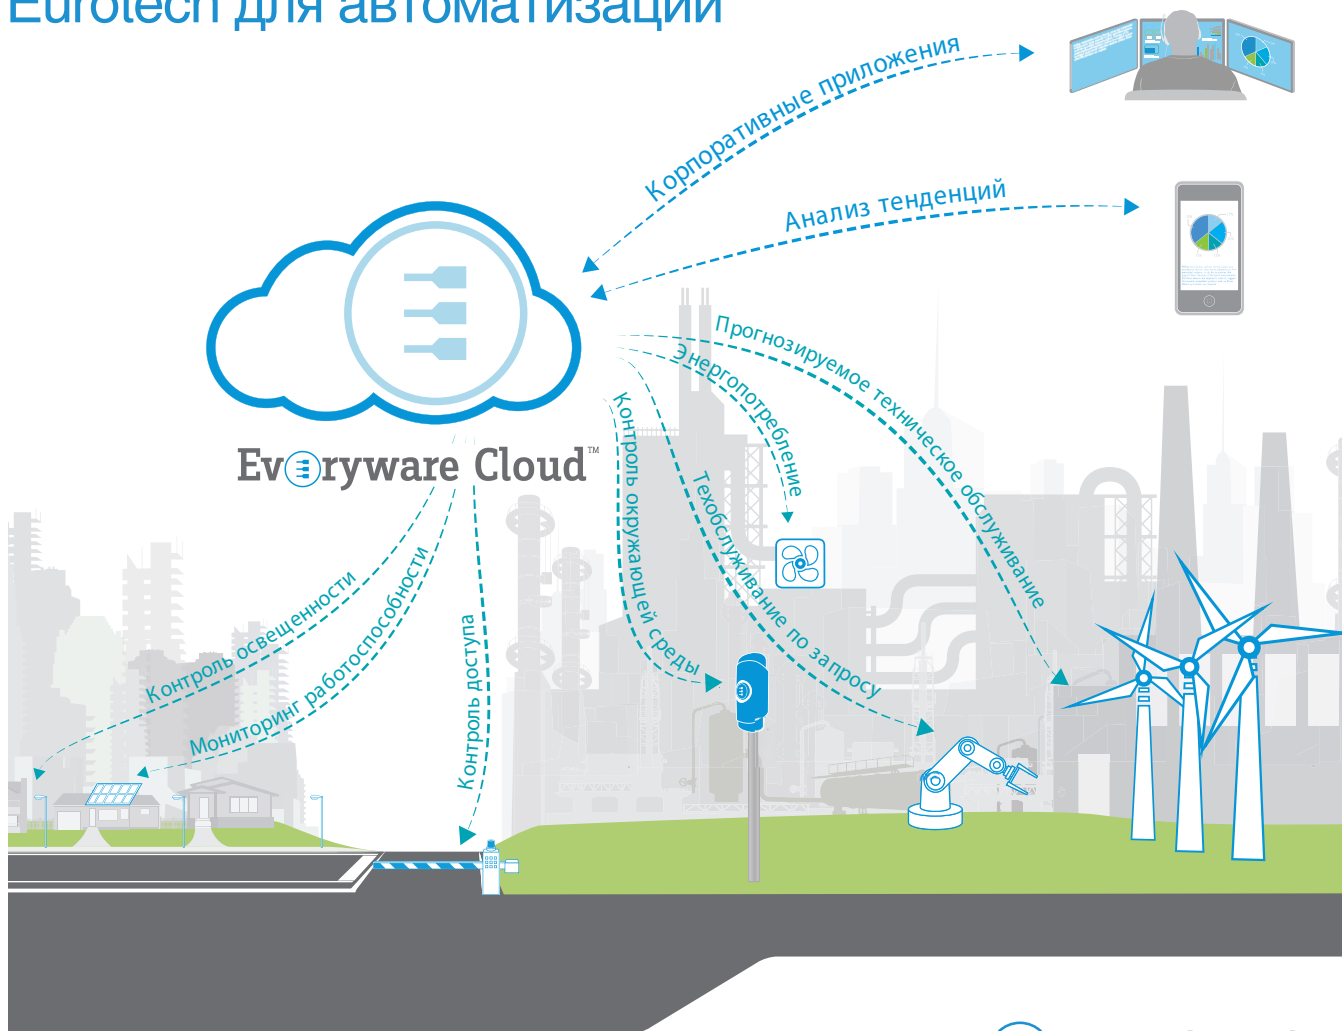 Eurotech для автоматизации
Корпоративные приложения
Анализ тенденций
Прогнозируемое техническое обслуживание
Энергопотребление
Контроль окружающей среды
Техобслуживание по запросу
Everyware Cloud™
Контроль освещенности
Мониторинг работоспособности
Контроль доступа